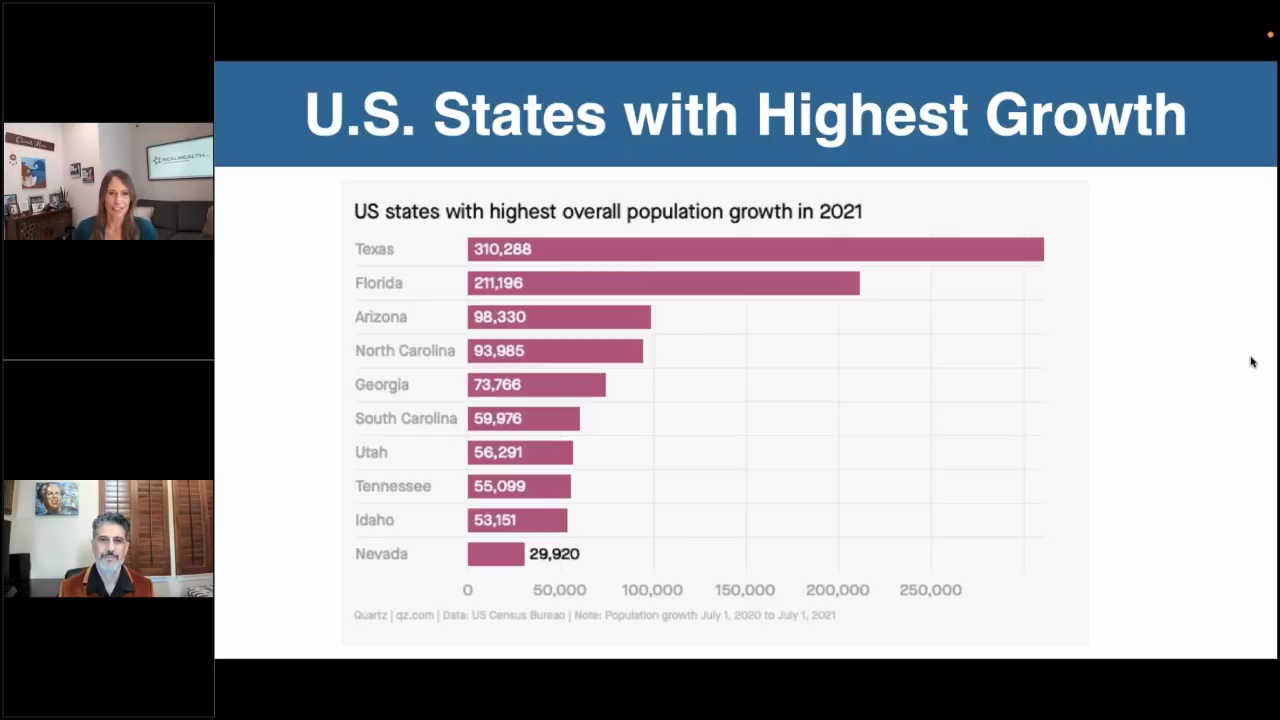 U.S. States with Highest Growth
US states with highest overall population growth in 2021
Texas 310,288
Florida 211,196
Arizona 98,330
North Carolina 93,985
Georgia 73,766
South Carolina 59,976
Utah 56,291
Tennessee 55,099
Idaho 53,151
Nevada 29,920
0 50,000 100,000 150,000 200,000 250,000
Quartz | qz.com | Data: US Census Bureau | Note: Population growth July 1, 2020 to July 1, 2021
REALWEALTH